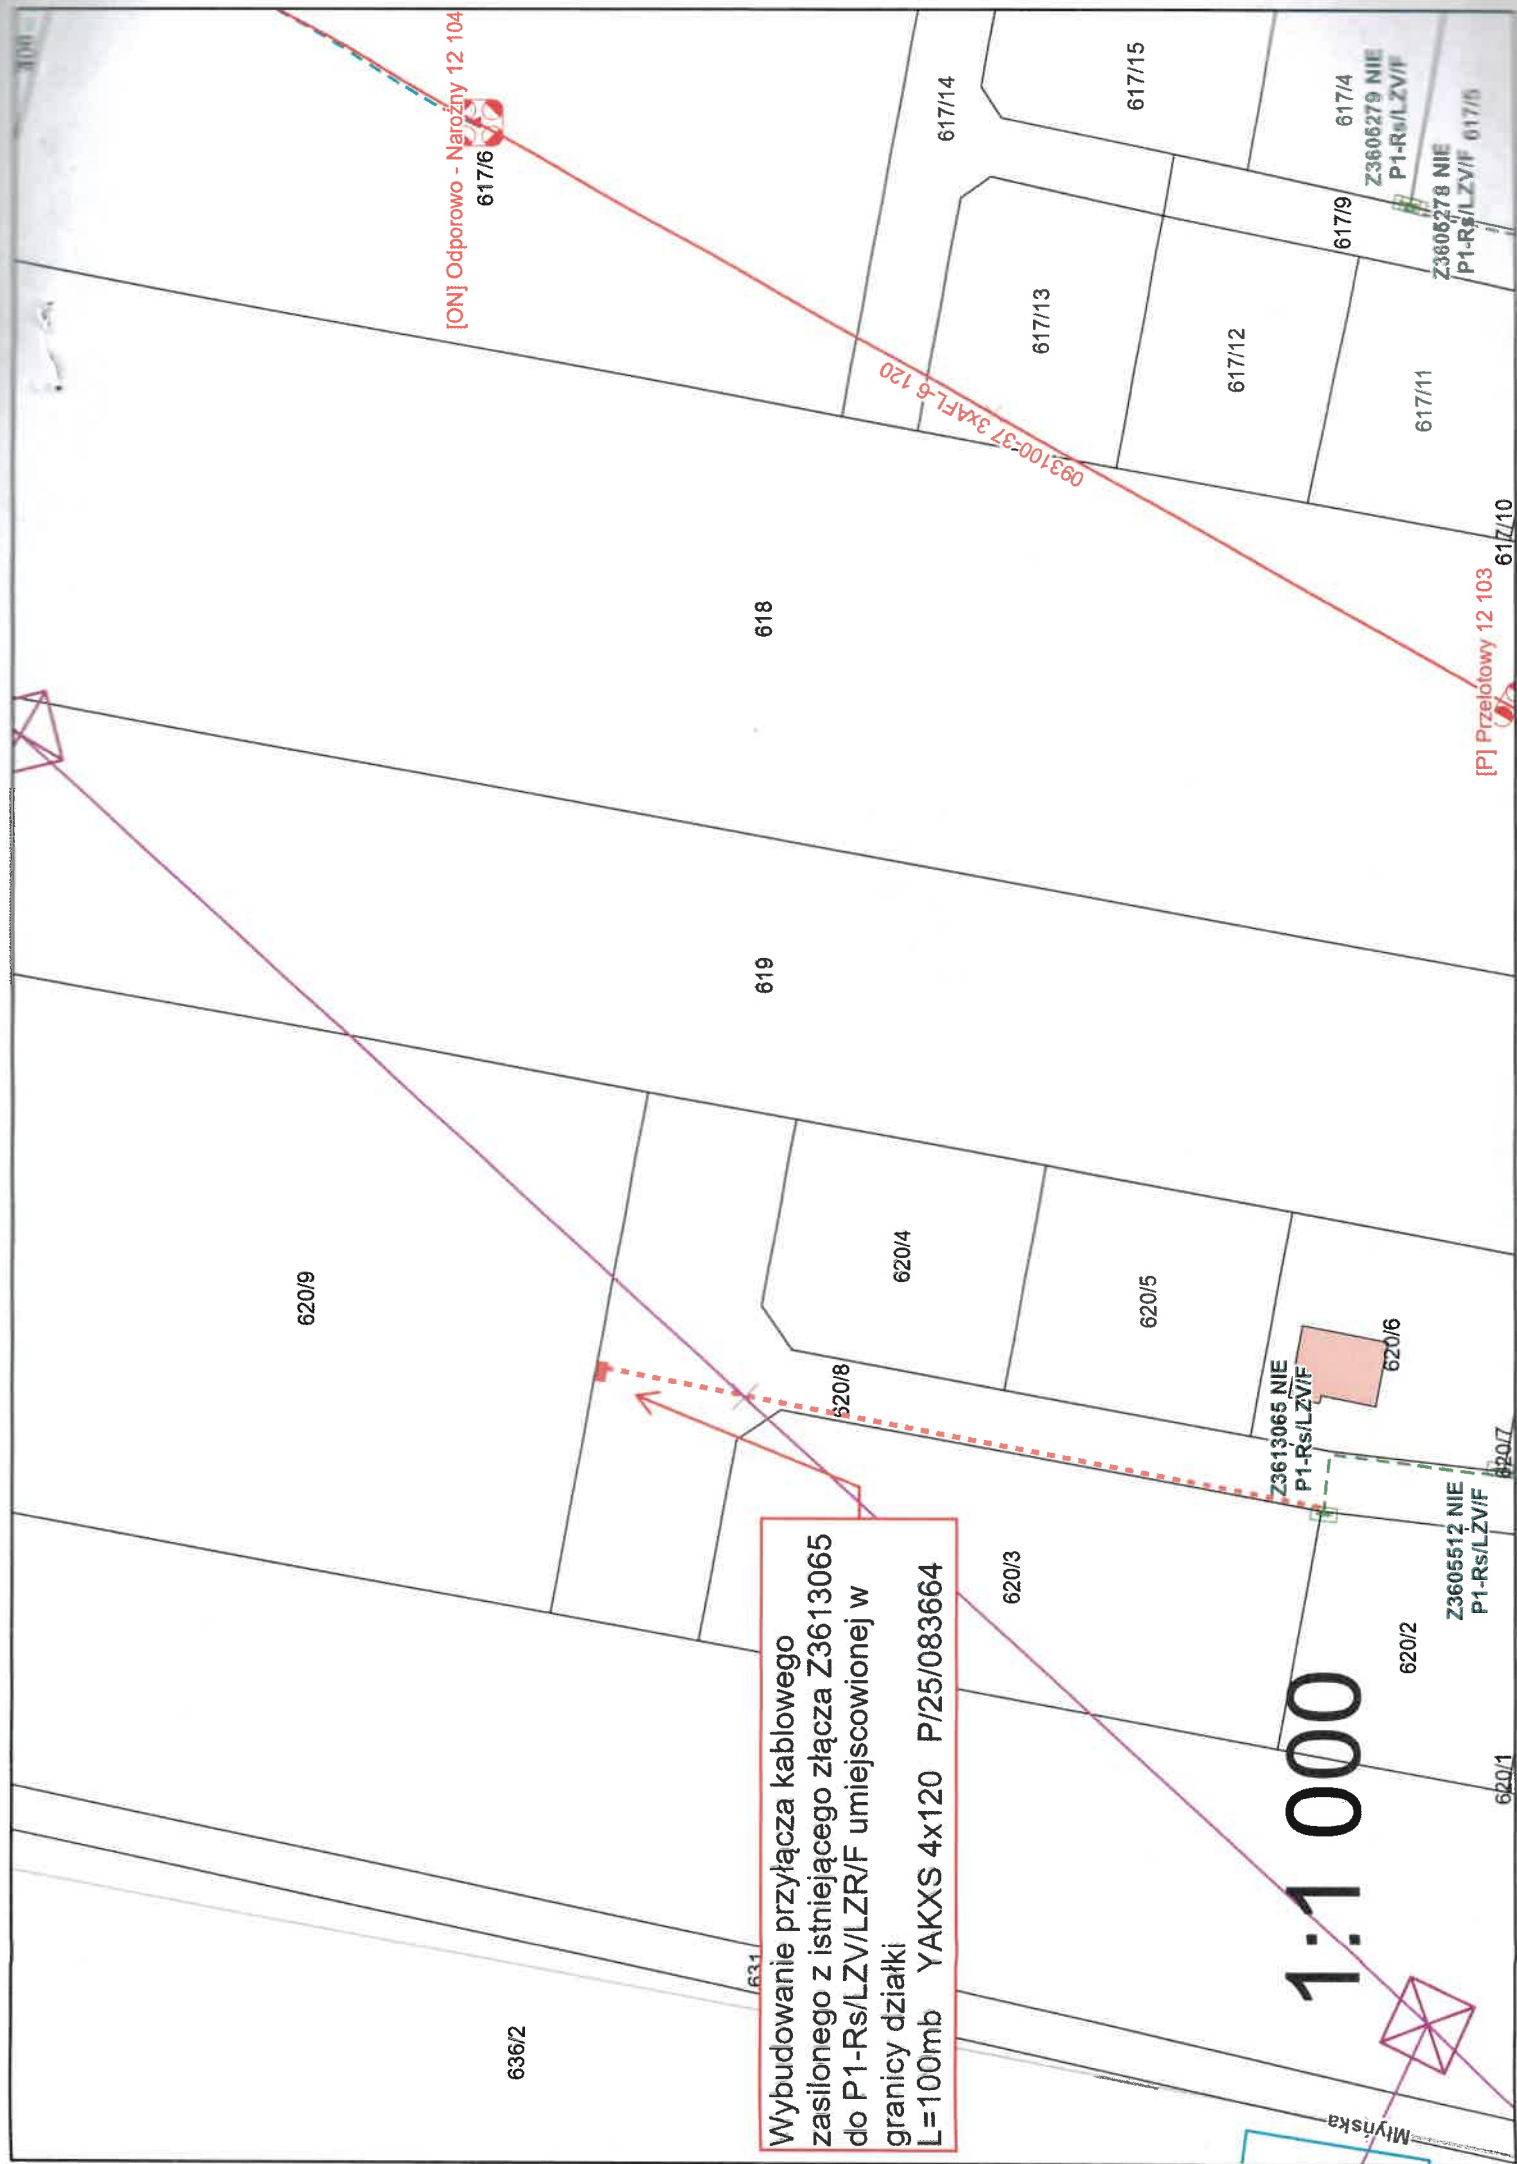 [ON] Odporowo - Narożny 12 104
617/6
617/14
617/15
617/4
Z3606279 NIE
P1-Rs/LZV/F
617/5
Z3606278 NIE
P1-Rs/LZV/F
617/9
617/13
617/12
617/11
617/10
093100-37 3xAFL-6 120
[P] Przelotowy 12 103
618
619
620/9
620/4
620/5
620/6
620/8
620/7
Z3613065 NIE
P1-Rs/LZV/F
Z3605512 NIE
P1-Rs/LZV/F
620/3
620/2
620/1
Wybudowanie przyłącza kablowego
zasilonego z istniejącego złącza Z3613065
do P1-Rs/LZV/LZR/F umiejscowionej w
granicy działki
L=100mb YAKXS 4x120 P/25/083664
631
636/2
1:1 000
Młyńska